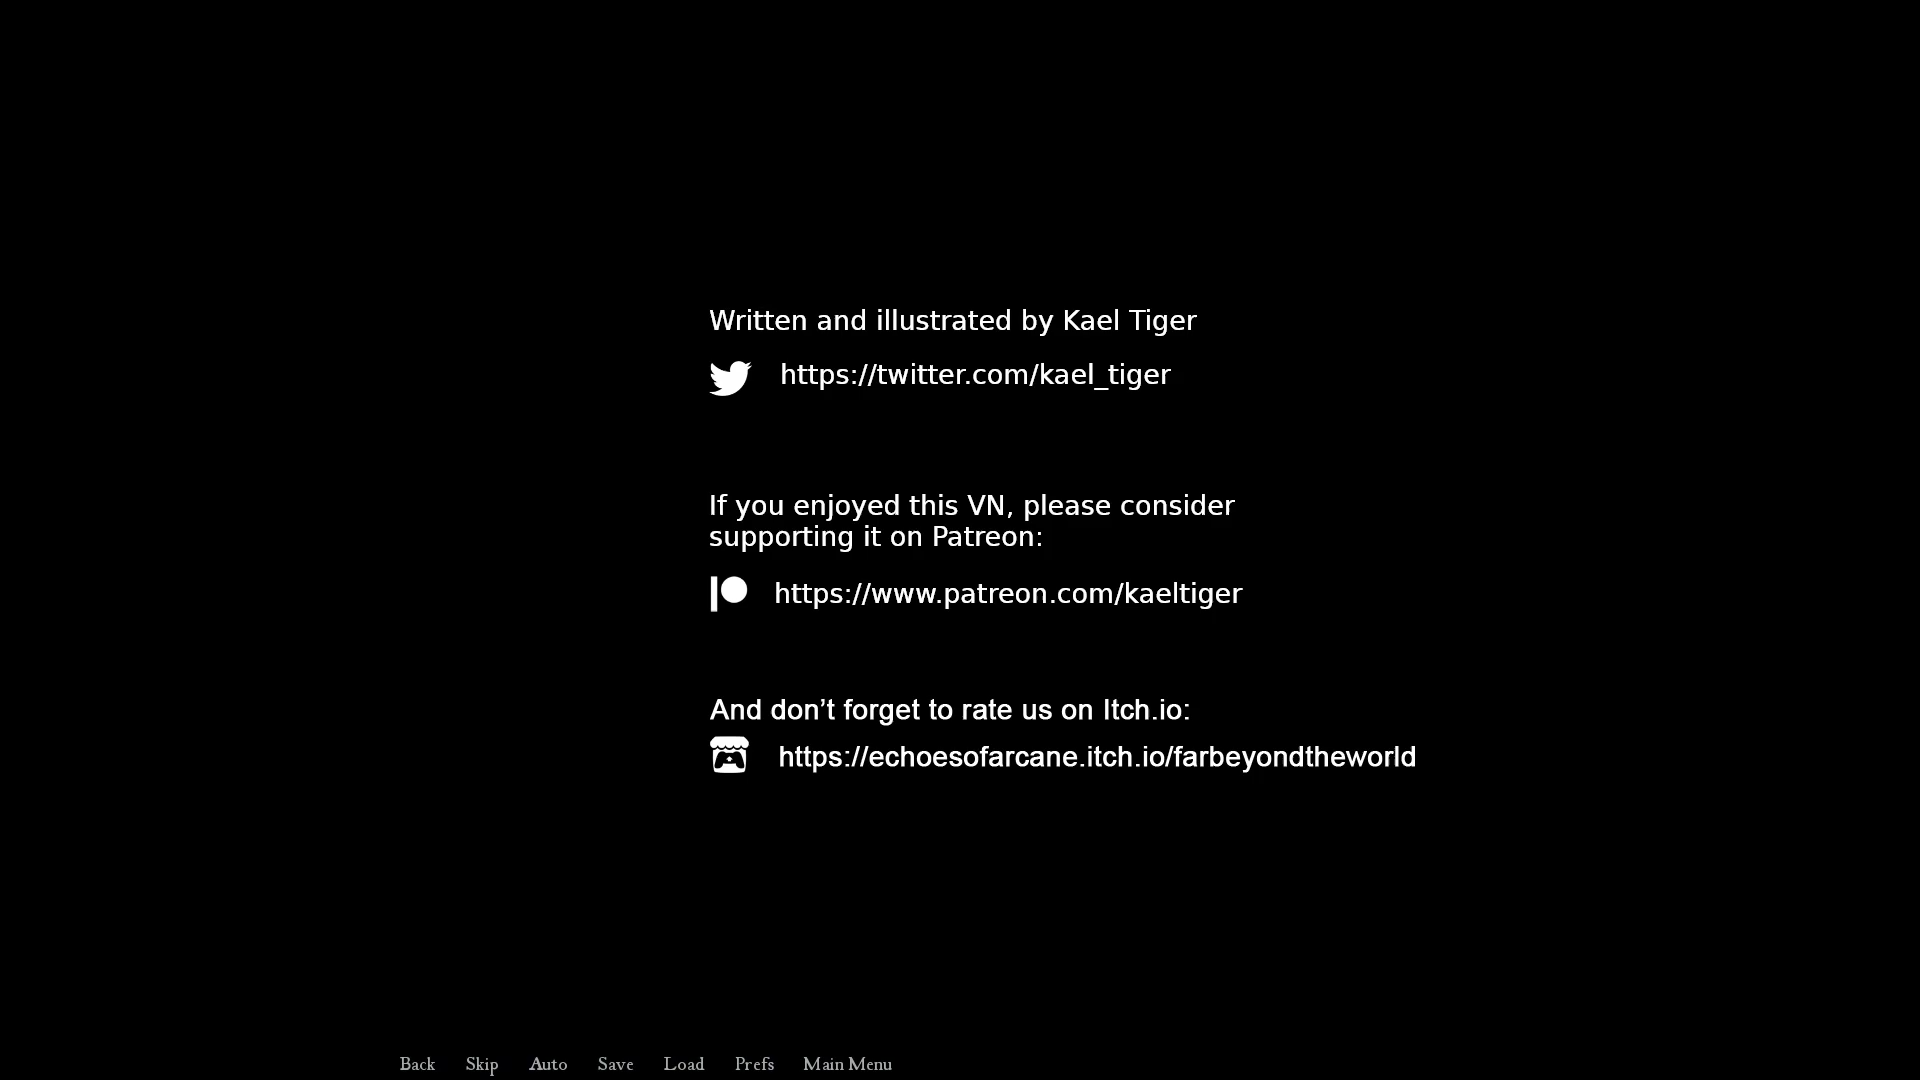 Written and illustrated by Kael Tiger
https://twitter.com/kael_tiger
If you enjoyed this VN, please consider
supporting it on Patreon:
https://www.patreon.com/kaeltiger
And don’t forget to rate us on Itch.io:
https://echoesofarcane.itch.io/farbeyondtheworld
Back Skip Auto Save Load Prefs Main Menu